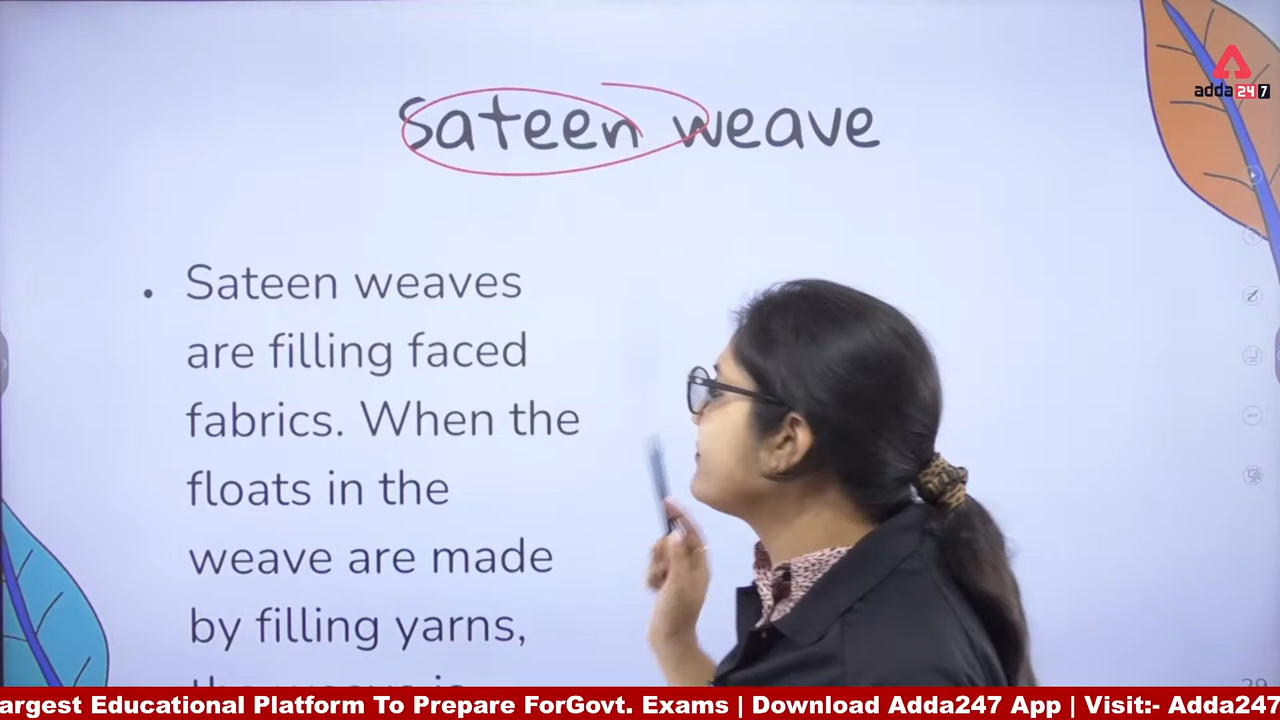 adda247
Sateen weave
. Sateen weaves
are filling faced
fabrics. When the
floats in the
weave are made
by filling yarns,
argest Educational Platform To Prepare ForGovt. Exams | Download Adda247 App | Visit:- Adda247